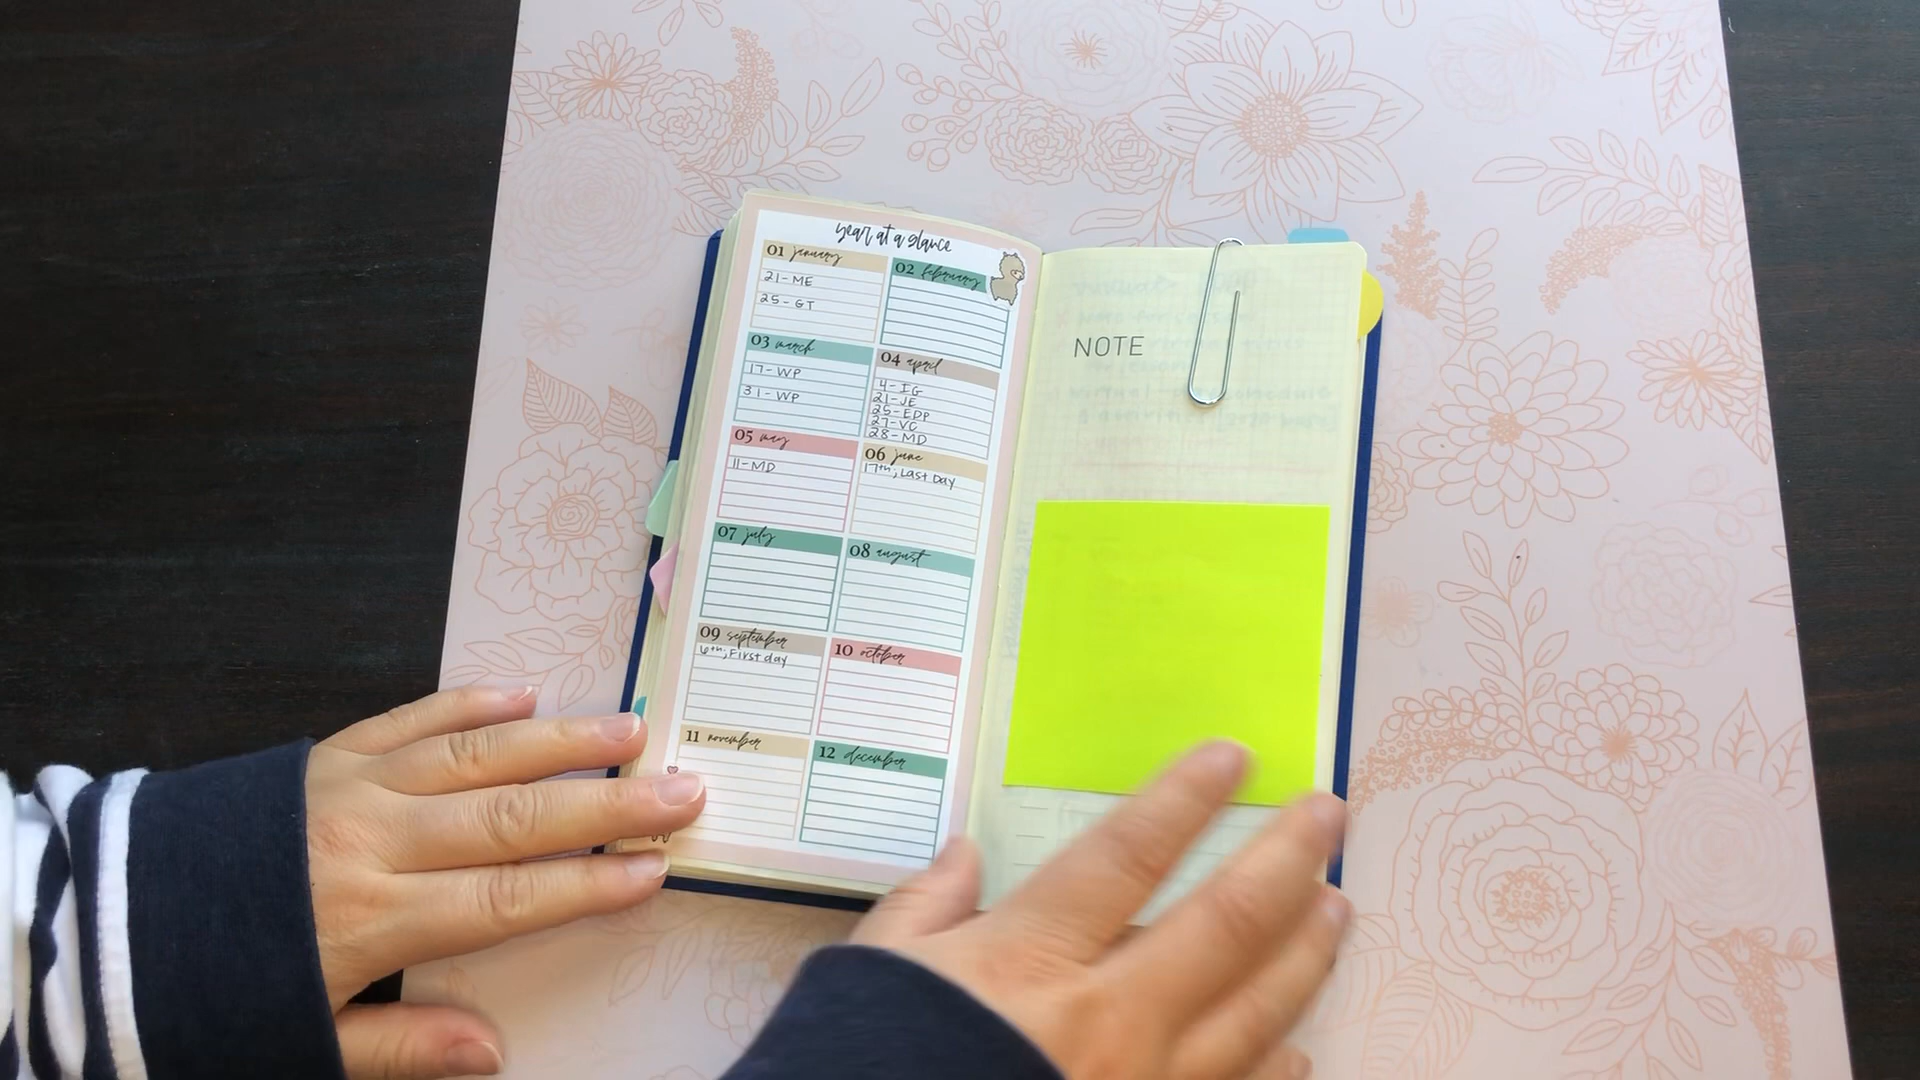 year at a glance
01 january
21- ME
25- GT
02 february
03 march
17- WP
31- WP
04 april
4- IG
21- JE
25- EDP
27- VC
28- MD
05 may
11- MD
06 june
17th; Last Day
07 july
08 august
09 september
6th; First day
10 october
11 november
12 december
NOTE